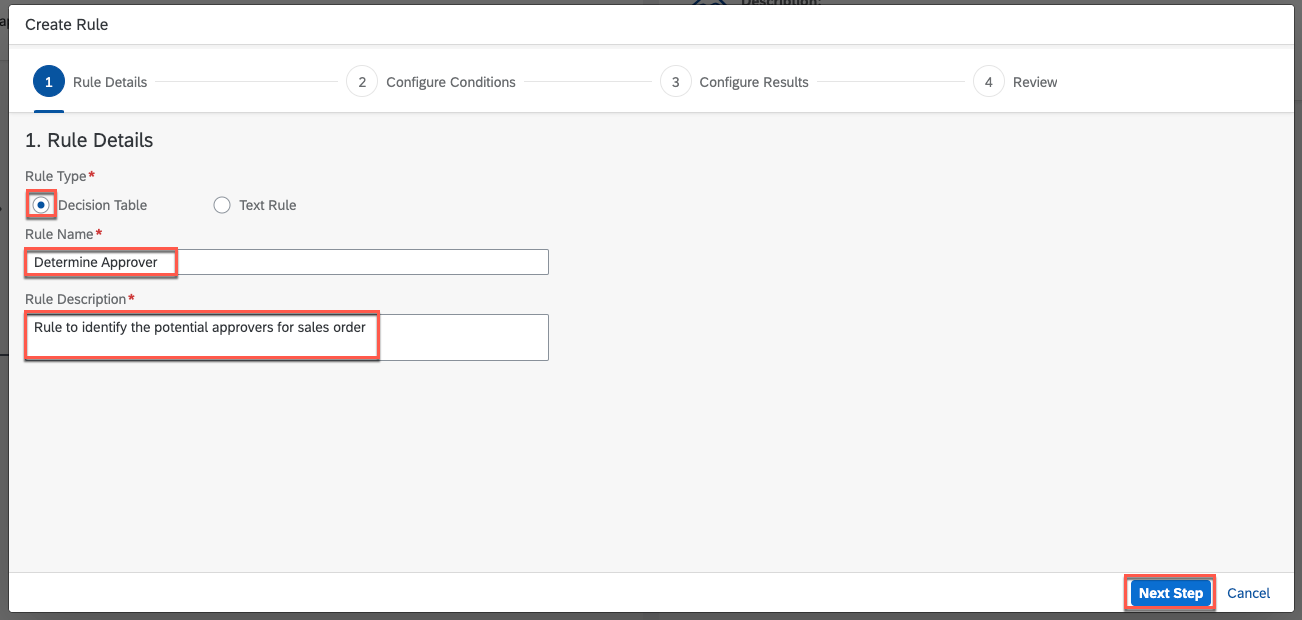 Description:
Create Rule
1 Rule Details
2 Configure Conditions
3 Configure Results
4 Review
1. Rule Details
Rule Type*
Decision Table
Text Rule
Rule Name*
Determine Approver
Rule Description*
Rule to identify the potential approvers for sales order
Next Step
Cancel